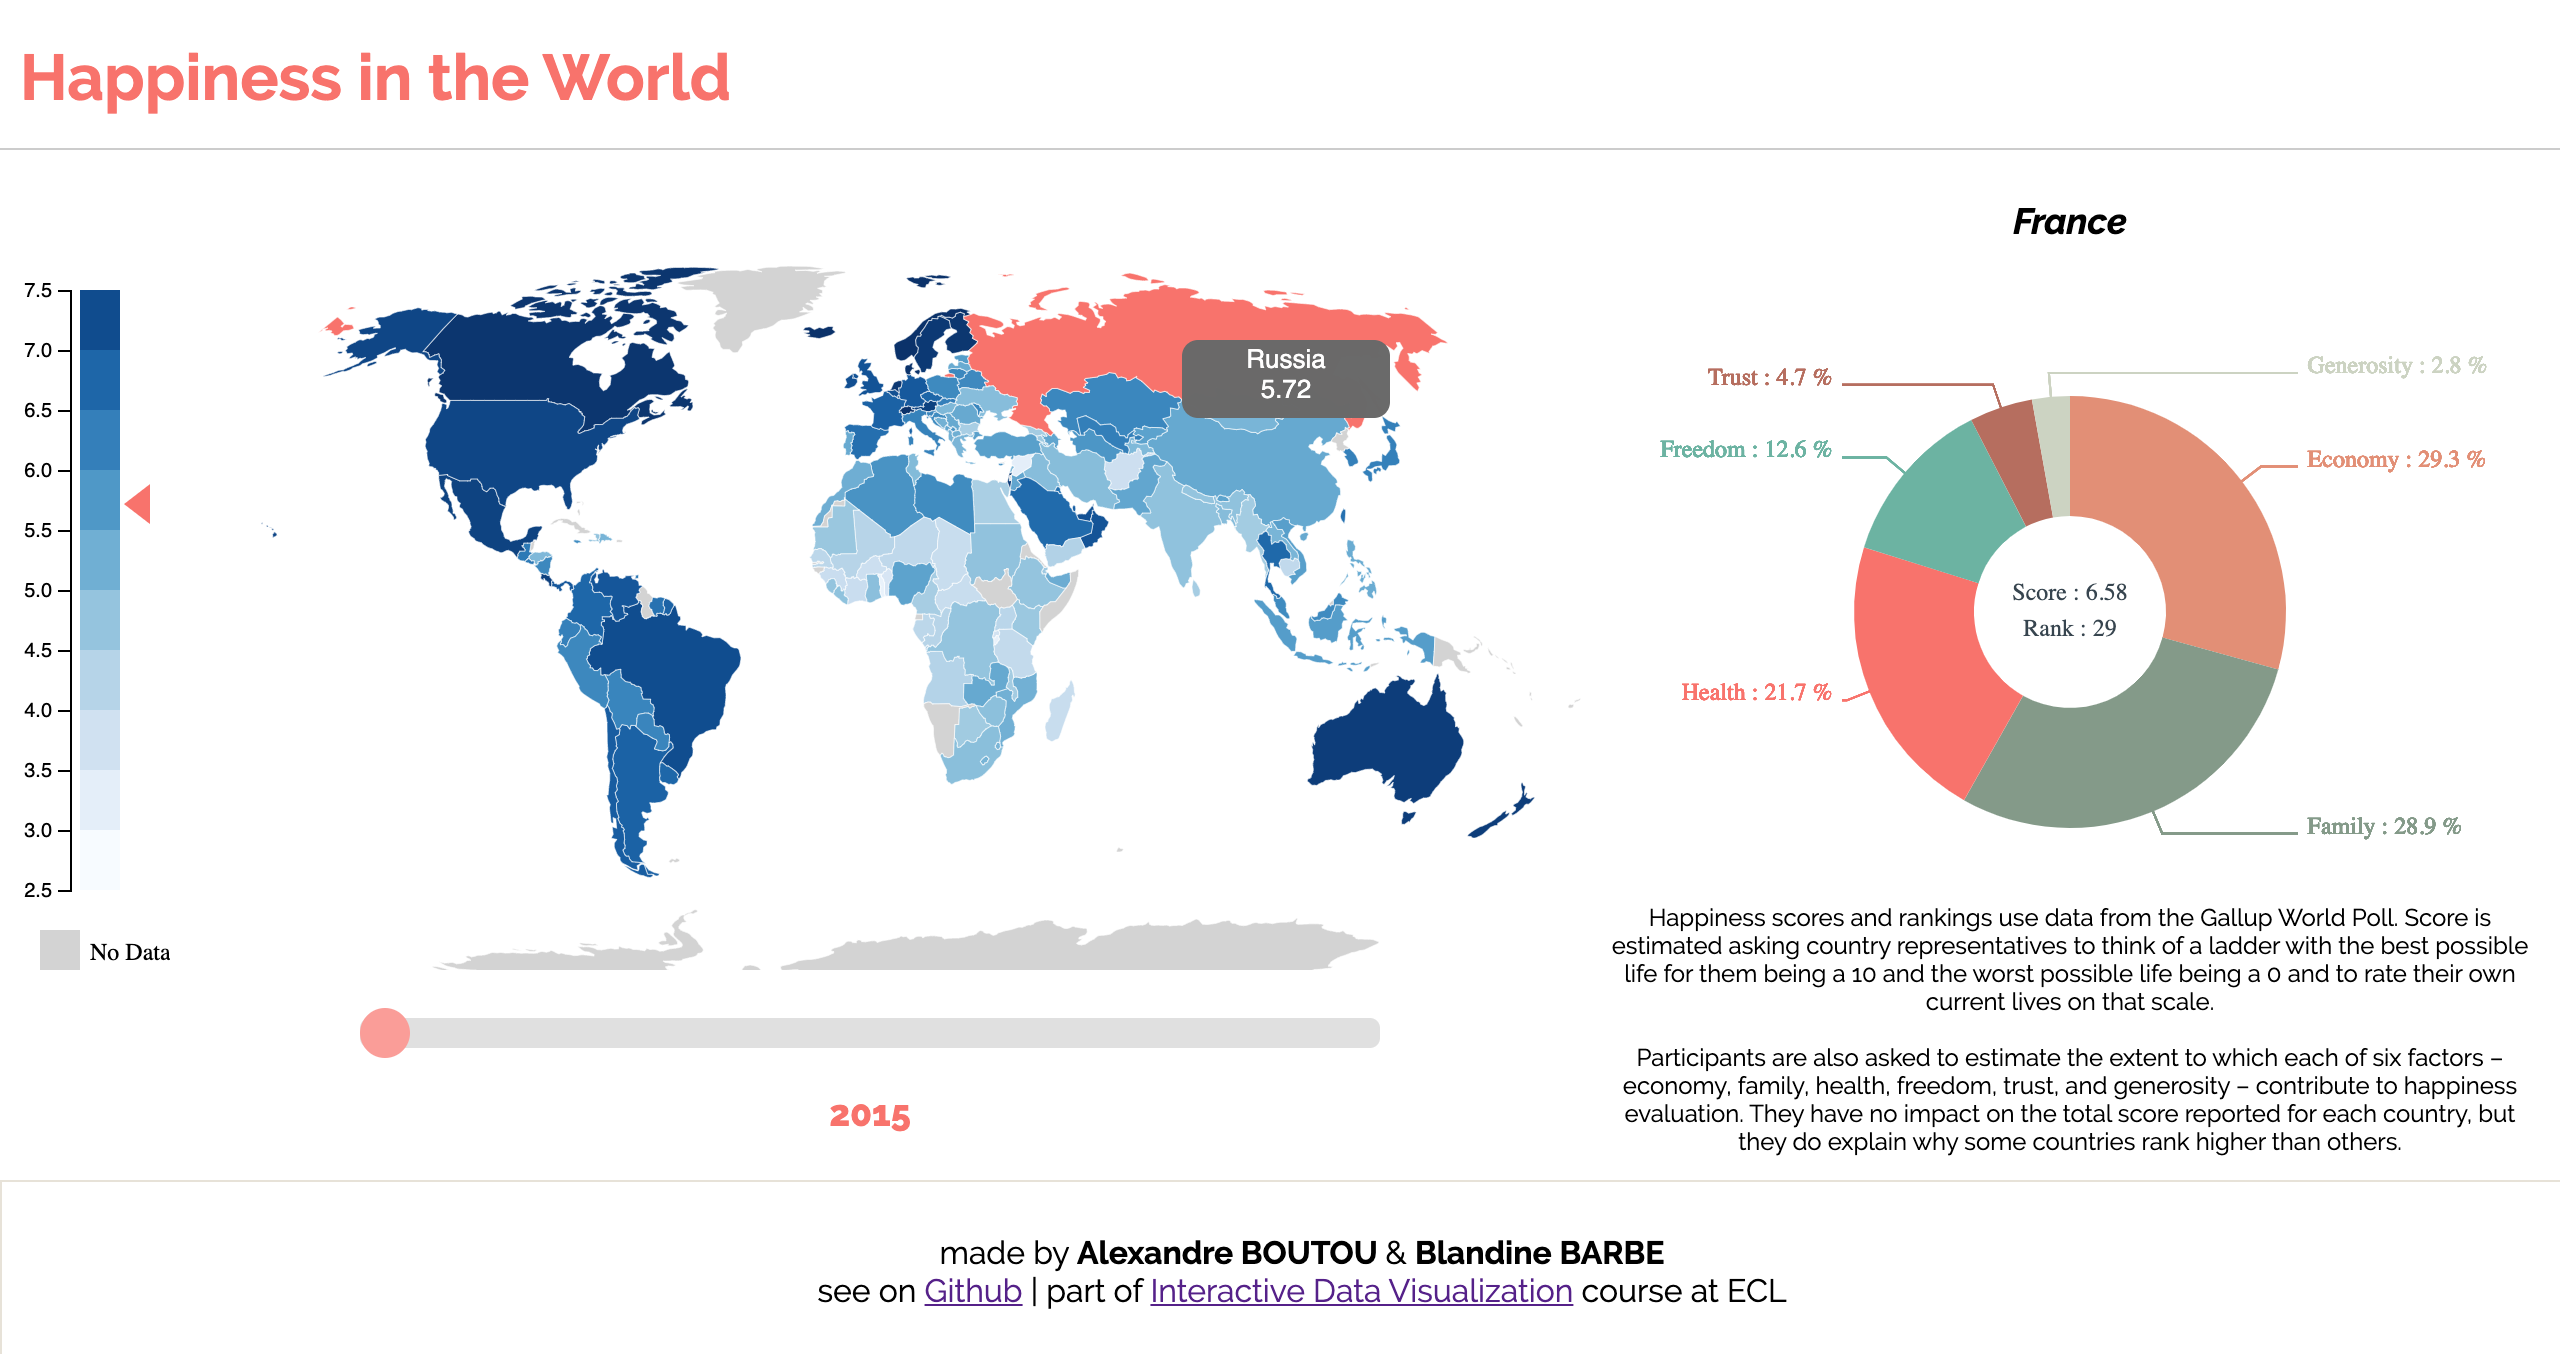 Happiness in the World
France
7.5
7.0
6.5
6.0
5.5
5.0
4.5
4.0
3.5
3.0
2.5
No Data
Russia
5.72
2015
Trust : 4.7 %
Generosity : 2.8 %
Freedom : 12.6 %
Economy : 29.3 %
Score : 6.58
Rank : 29
Health : 21.7 %
Family : 28.9 %
Happiness scores and rankings use data from the Gallup World Poll. Score is
estimated asking country representatives to think of a ladder with the best possible
life for them being a 10 and the worst possible life being a 0 and to rate their own
current lives on that scale.
Participants are also asked to estimate the extent to which each of six factors –
economy, family, health, freedom, trust, and generosity – contribute to happiness
evaluation. They have no impact on the total score reported for each country, but
they do explain why some countries rank higher than others.
made by Alexandre BOUTOU & Blandine BARBE
see on Github | part of Interactive Data Visualization course at ECL